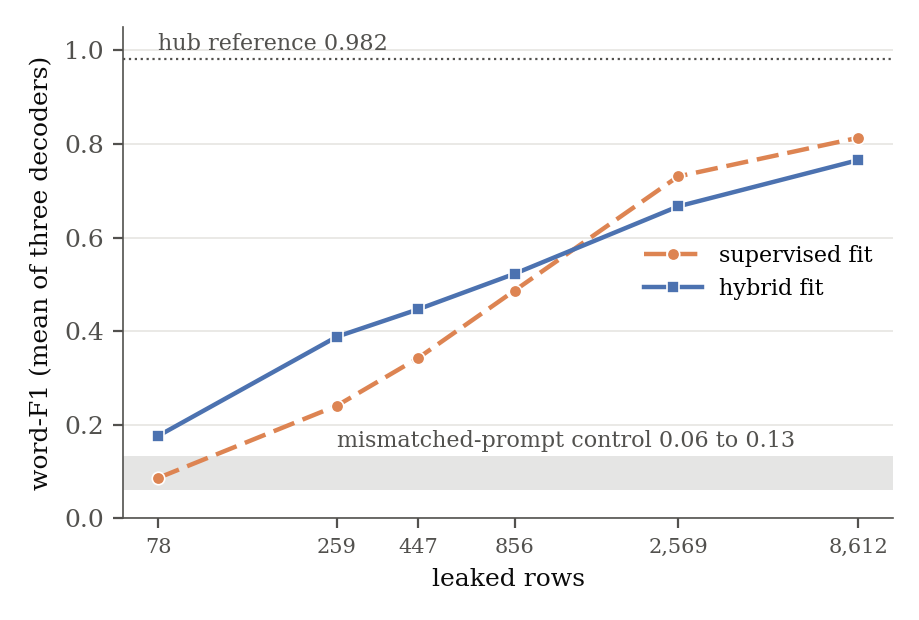 hub reference 0.982
word-F1 (mean of three decoders)
1.0
0.8
0.6
0.4
0.2
0.0
supervised fit
hybrid fit
mismatched-prompt control 0.06 to 0.13
78
259
447
856
2,569
8,612
leaked rows